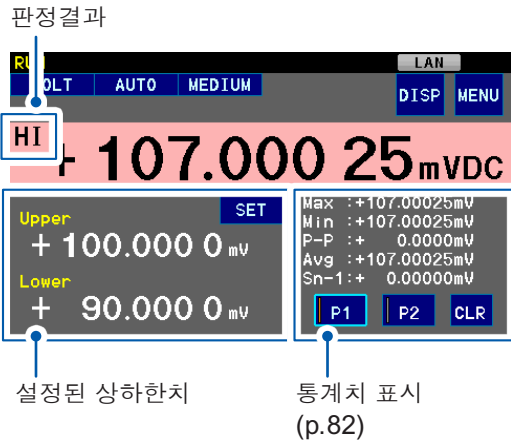 판정결과
LAN
AUTO MEDIUM
DISP MENU
HI
+ 107.000 25 mVDC
Upper SET
+ 100.000 0 mV
Lower
+ 90.000 0 mV
Max :+107.00025mV
Min :+107.00025mV
P-P :+ 0.0000mV
Avg :+107.00025mV
Sn-1:+ 0.00000mV
P1 P2 CLR
설정된 상하한치
통계치 표시
(p.82)